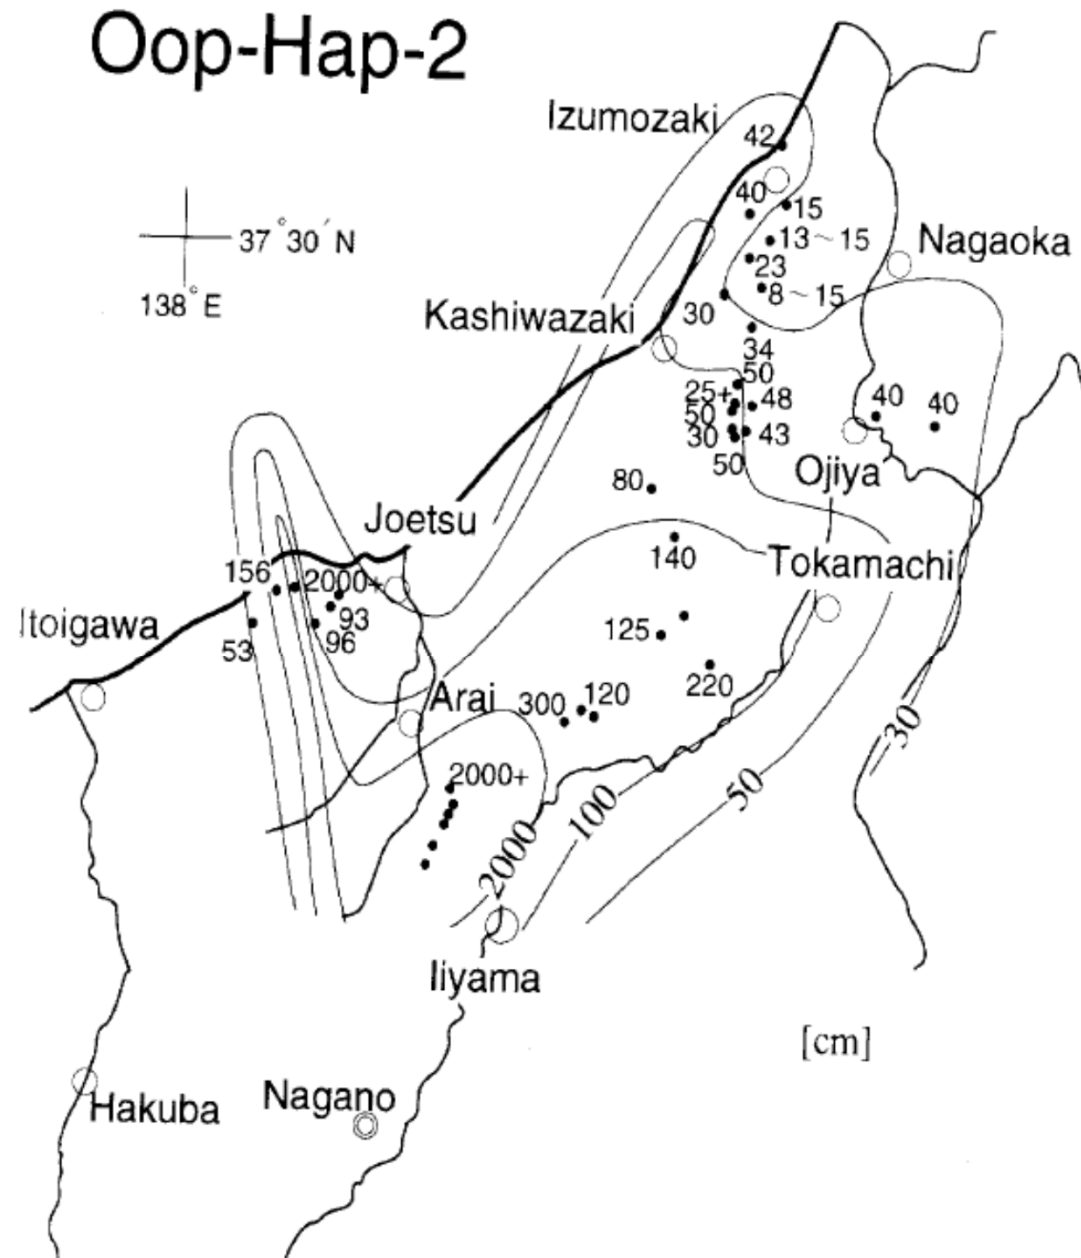 Oop-Hap-2
Izumozaki
42
40
15
37°30´N
13~15
Nagaoka
23
138°E
8~15
Kashiwazaki
30
34
50
25+
48
40
40
50
30
43
50
Ojiya
80
Joetsu
140
Tokamachi
156
2000+
Itoigawa
93
125
53
96
220
Arai
300
120
30
2000+
50
100
2000
Iiyama
[cm]
Hakuba
Nagano